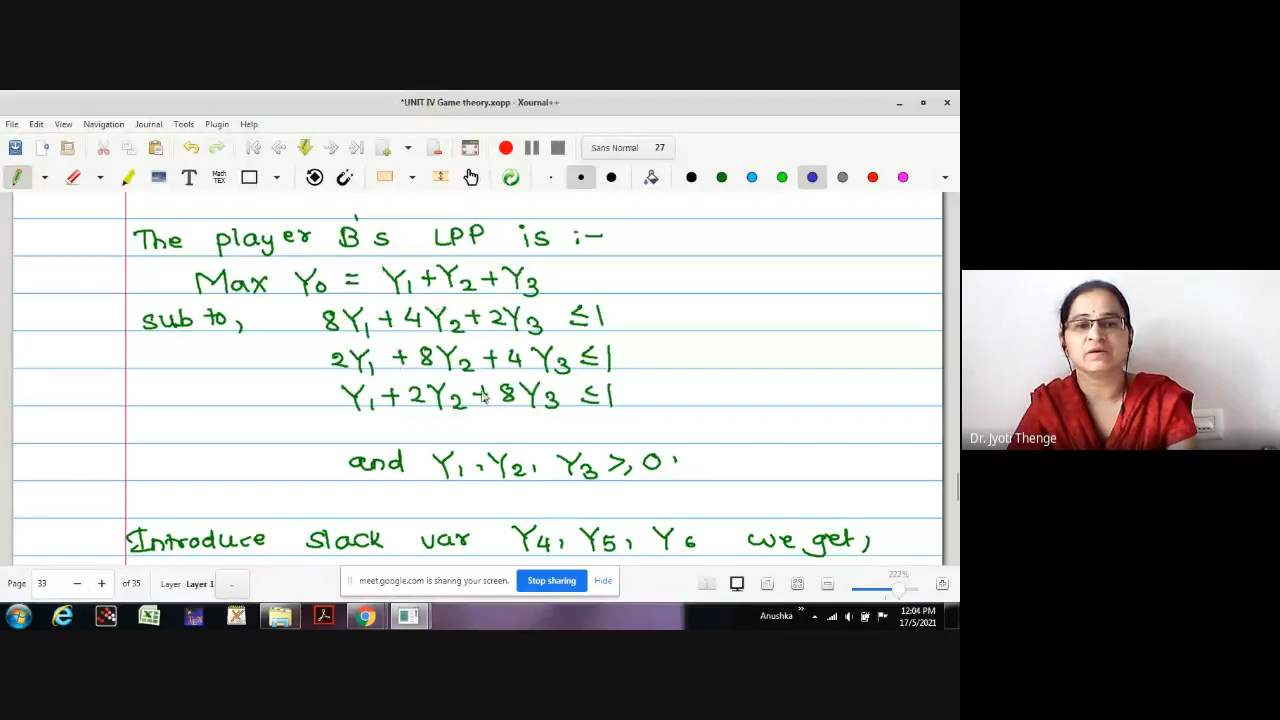 *UNIT IV Game theory.xopp - Xournal++
File Edit View Navigation Journal Tools Plugin Help
Sans Normal 27
The player B's LPP is :-
Max Y₀ = Y₁+Y₂+Y₃
sub to, 8Y₁ + 4Y₂ + 2Y₃ ≤ 1
2Y₁ + 8Y₂ + 4Y₃ ≤ 1
Y₁ + 2Y₂ + 8Y₃ ≤ 1
and Y₁, Y₂, Y₃ >, 0.
Introduce slack var Y₄, Y₅, Y₆ we get,
Dr. Jyoti Thenge
Page 33 of 35 Layer Layer 1
meet.google.com is sharing your screen. Stop sharing Hide
222%
Anushka
12:04 PM
17/5/2021